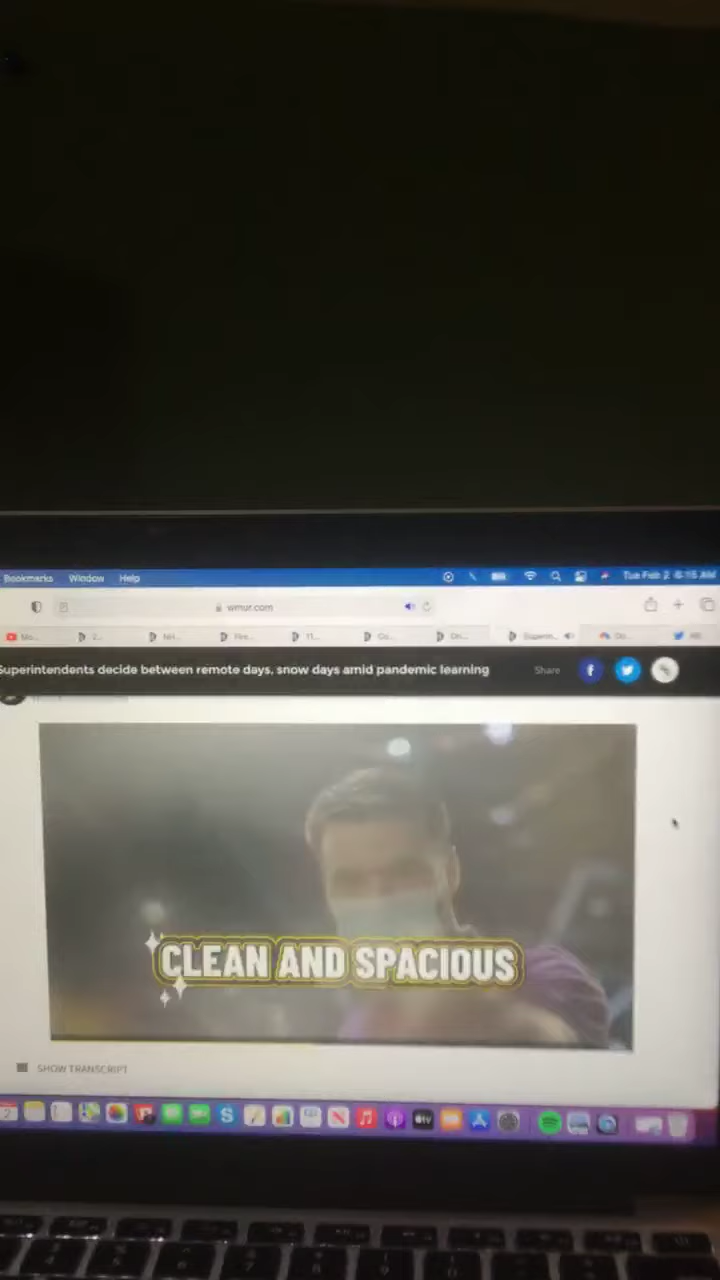 Bookmarks Window Help
Tue Feb 2
wmur.com
Superintendents decide between remote days, snow days amid pandemic learning
Share
CLEAN AND SPACIOUS
SHOW TRANSCRIPT
tv